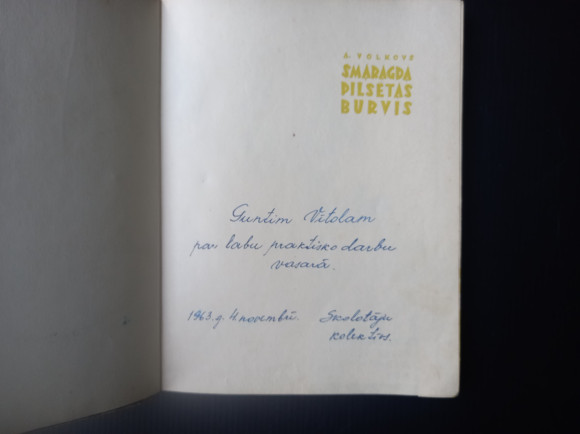 A. VOLKOVS
SMARAGDA
PILSĒTAS
BURVIS
Guntim Vītolam
par labu praktisko darbu
vasarā.
1963. g. 4. novembrī. Skolotāju
kolektīvs.